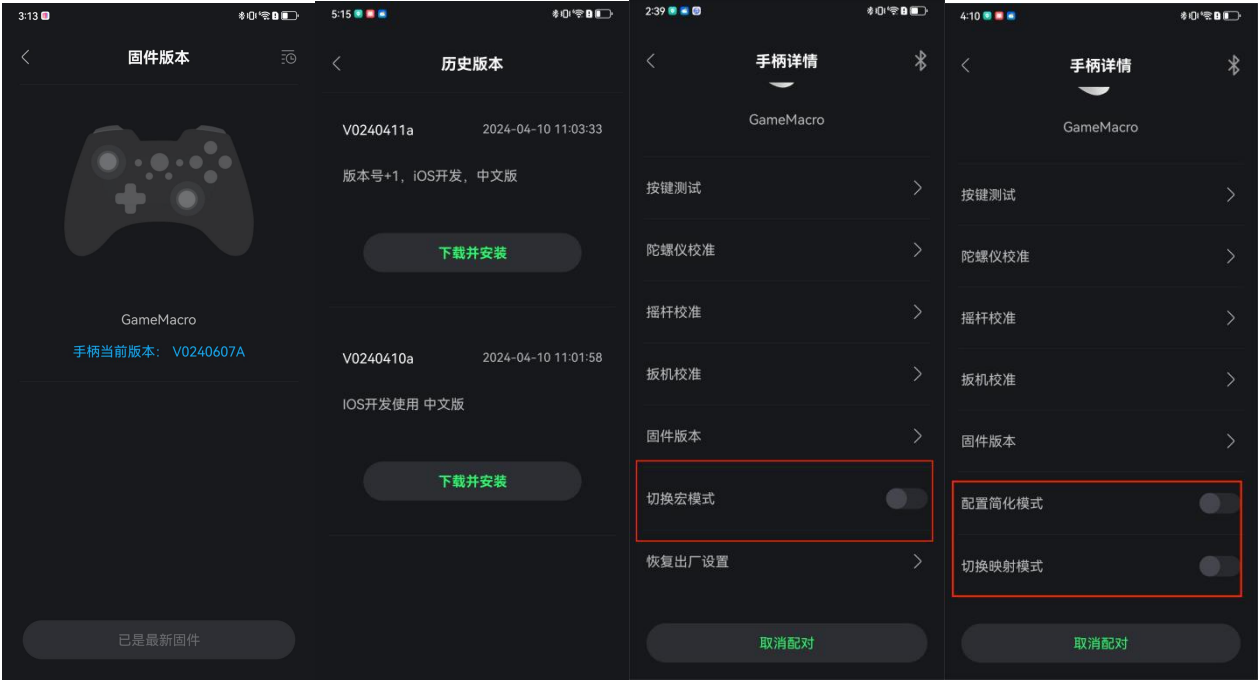 3:13
固件版本
GameMacro
手柄当前版本： V0240607A
已是最新固件
5:15
历史版本
V0240411a 2024-04-10 11:03:33
版本号+1，iOS开发，中文版
下载并安装
V0240410a 2024-04-10 11:01:58
IOS开发使用 中文版
下载并安装
2:39
手柄详情
GameMacro
按键测试
陀螺仪校准
摇杆校准
扳机校准
固件版本
切换宏模式
恢复出厂设置
取消配对
4:10
手柄详情
GameMacro
按键测试
陀螺仪校准
摇杆校准
扳机校准
固件版本
配置简化模式
切换映射模式
取消配对